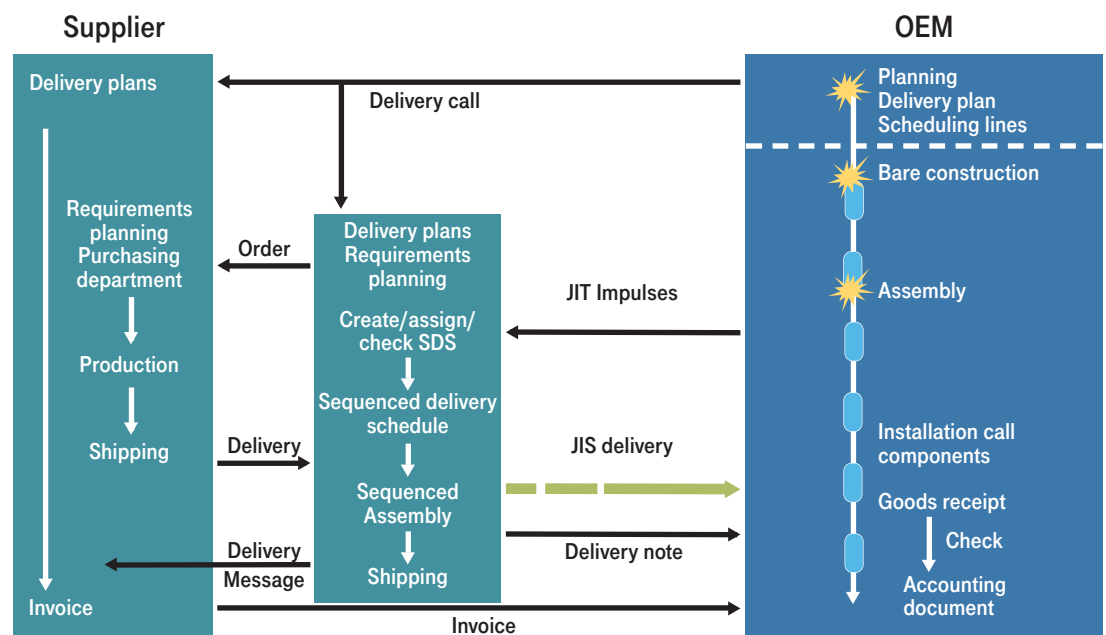 Supplier
OEM
Delivery plans
Delivery call
Planning
Delivery plan
Scheduling lines
Bare construction
Requirements
planning
Purchasing
department
Order
Delivery plans
Requirements
planning
JIT Impulses
Assembly
Create/assign/
check SDS
Production
Sequenced delivery
schedule
Shipping
Delivery
JIS delivery
Installation call
components
Sequenced
Assembly
Goods receipt
Delivery note
Check
Delivery
Message
Shipping
Accounting
document
Invoice
Invoice